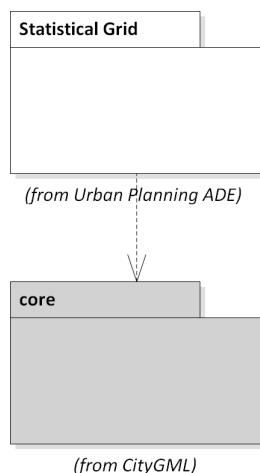 Statistical Grid
(from Urban Planning ADE)
core
(from CityGML)